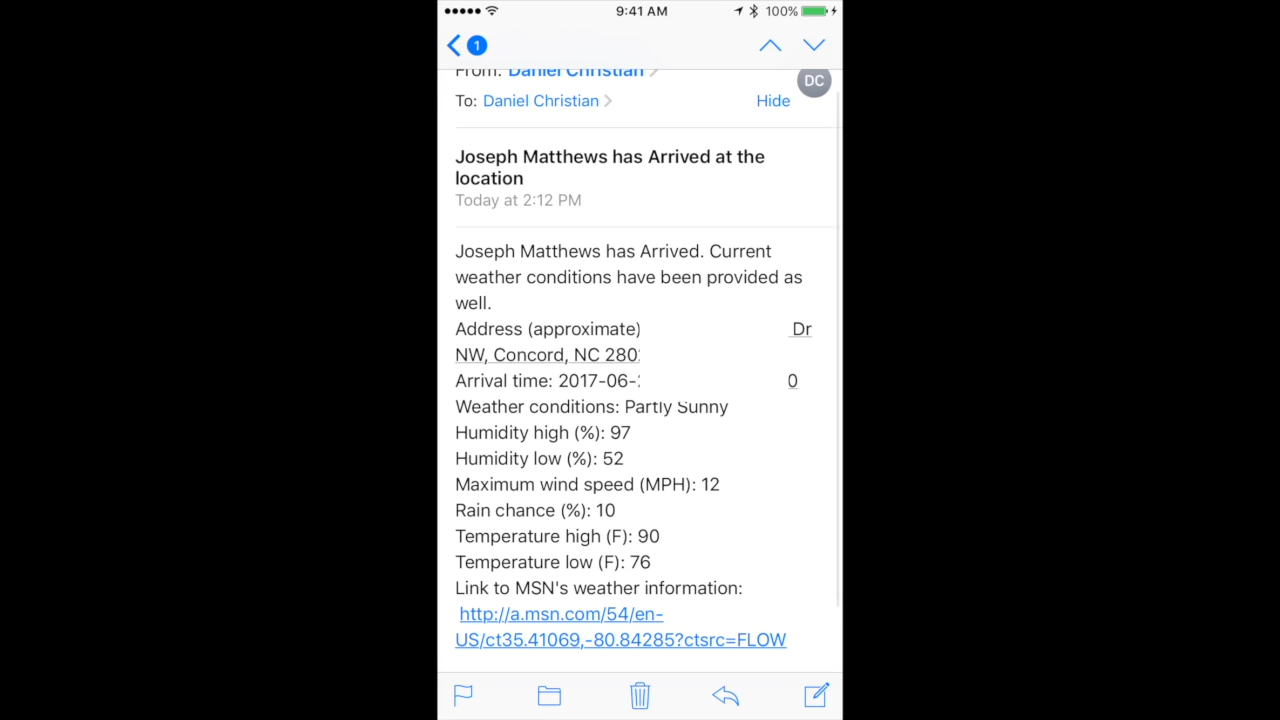 9:41 AM
100%
1
From: Daniel Christian
DC
To: Daniel Christian
Hide
Joseph Matthews has Arrived at the
location
Today at 2:12 PM
Joseph Matthews has Arrived. Current
weather conditions have been provided as
well.
Address (approximate) Dr
NW, Concord, NC 280
Arrival time: 2017-06- 0
Weather conditions: Partly Sunny
Humidity high (%): 97
Humidity low (%): 52
Maximum wind speed (MPH): 12
Rain chance (%): 10
Temperature high (F): 90
Temperature low (F): 76
Link to MSN's weather information:
http://a.msn.com/54/en-
US/ct35.41069,-80.84285?ctsrc=FLOW